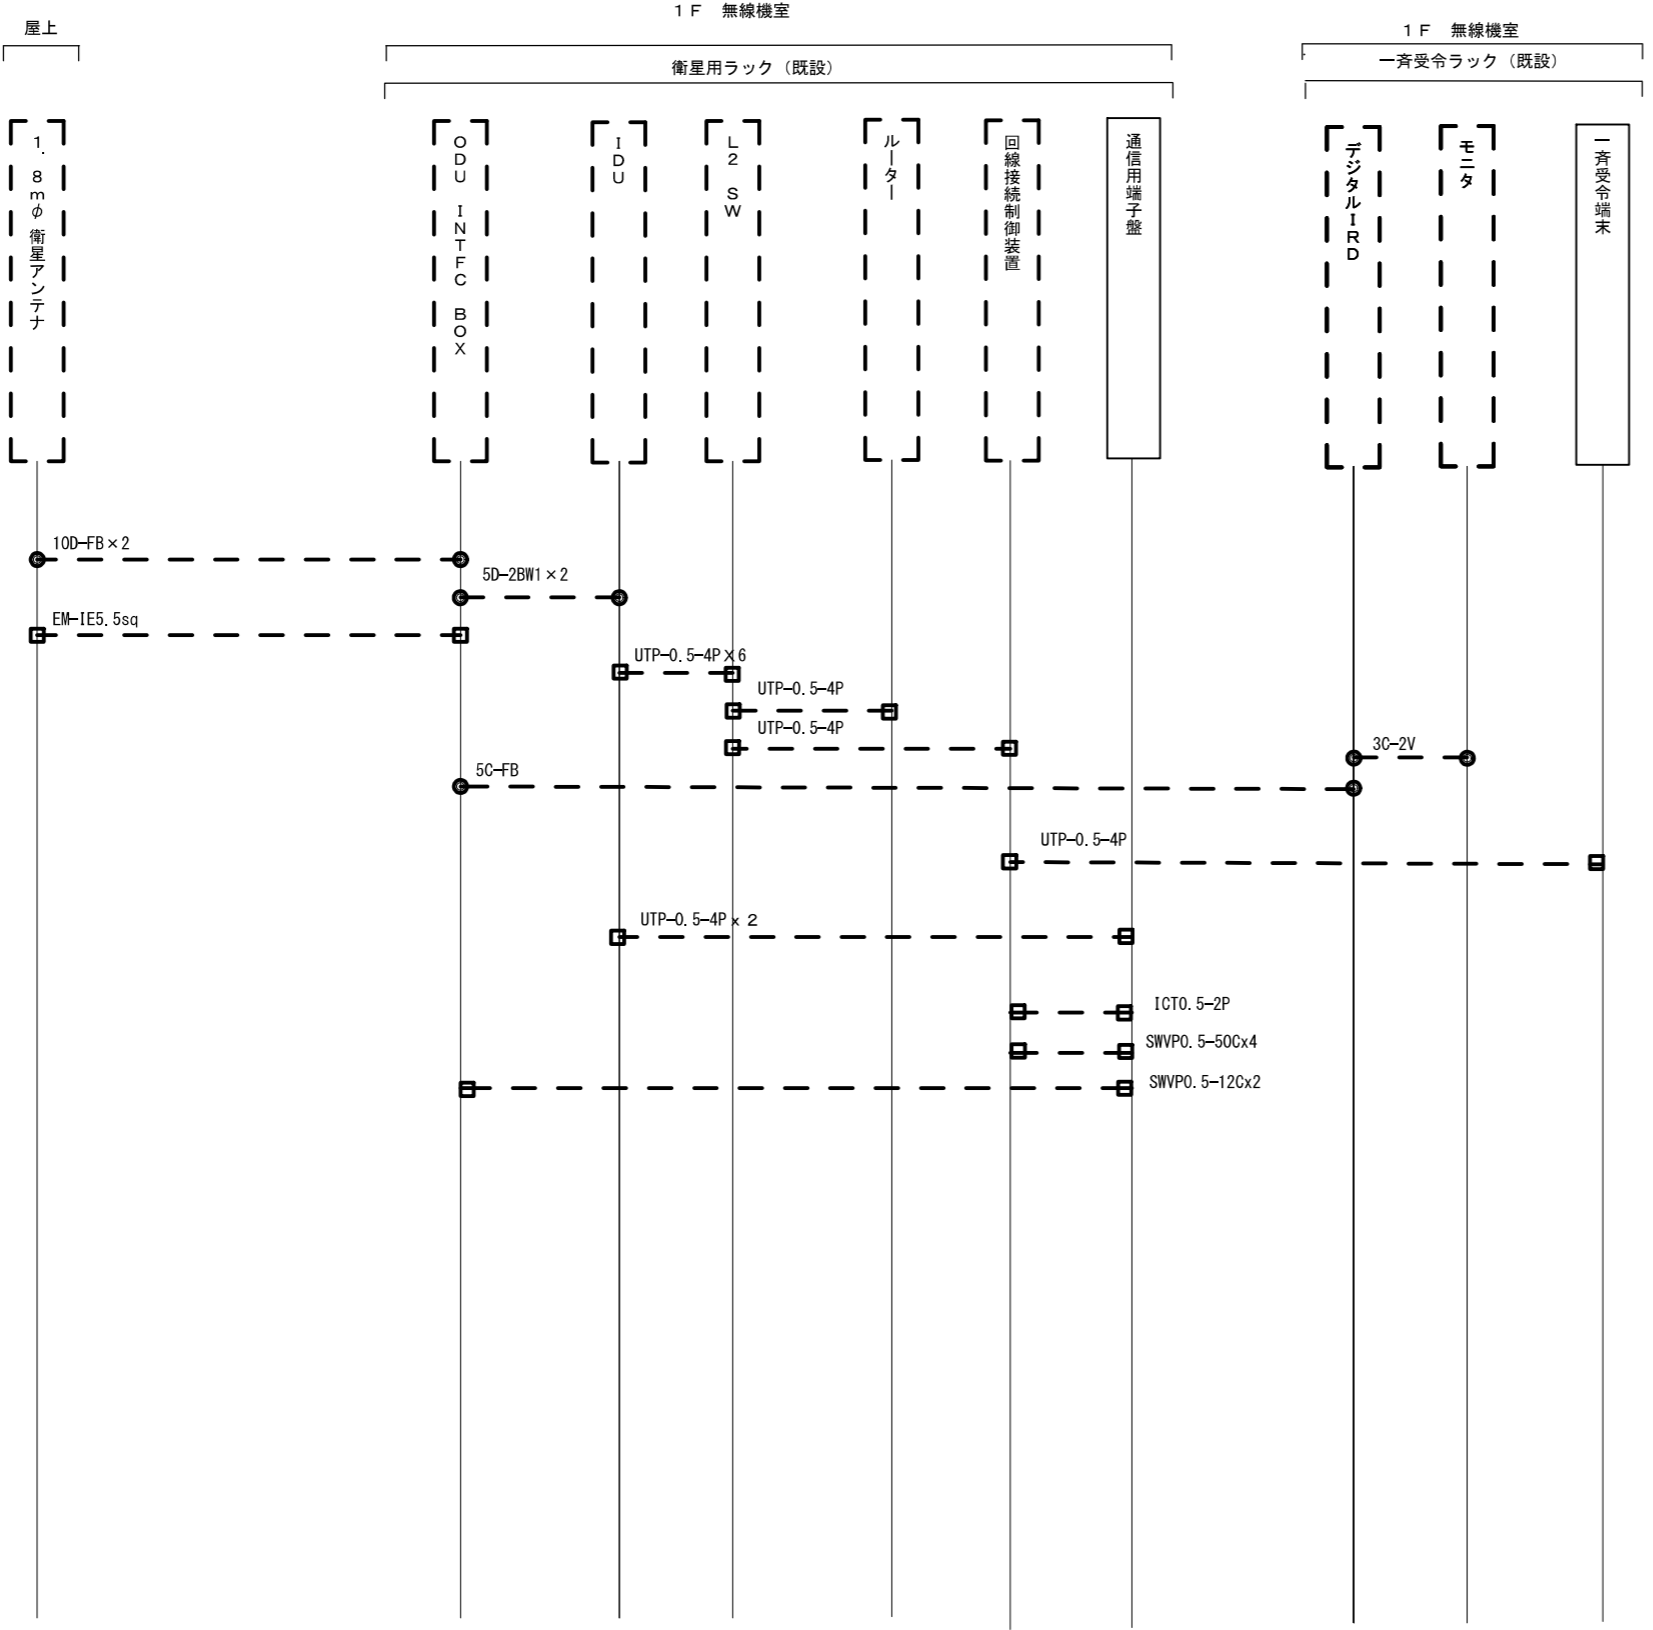 屋上
１Ｆ　無線機室
衛星用ラック（既設）
１Ｆ　無線機室
一斉受令ラック（既設）
１．８ｍφ 衛星アンテナ
ＯＤＵ　ＩＮＴＦＣ　ＢＯＸ
ＩＤＵ
Ｌ２　ＳＷ
ルーター
回線接続制御装置
通信用端子盤
デジタルＩＲＤ
モニタ
一斉受令端末
10D-FB×2
5D-2BW1×2
EM-IE5.5sq
UTP-0.5-4P×6
UTP-0.5-4P
UTP-0.5-4P
3C-2V
5C-FB
UTP-0.5-4P
UTP-0.5-4P×２
ICT0.5-2P
SWVP0.5-50Cx4
SWVP0.5-12Cx2